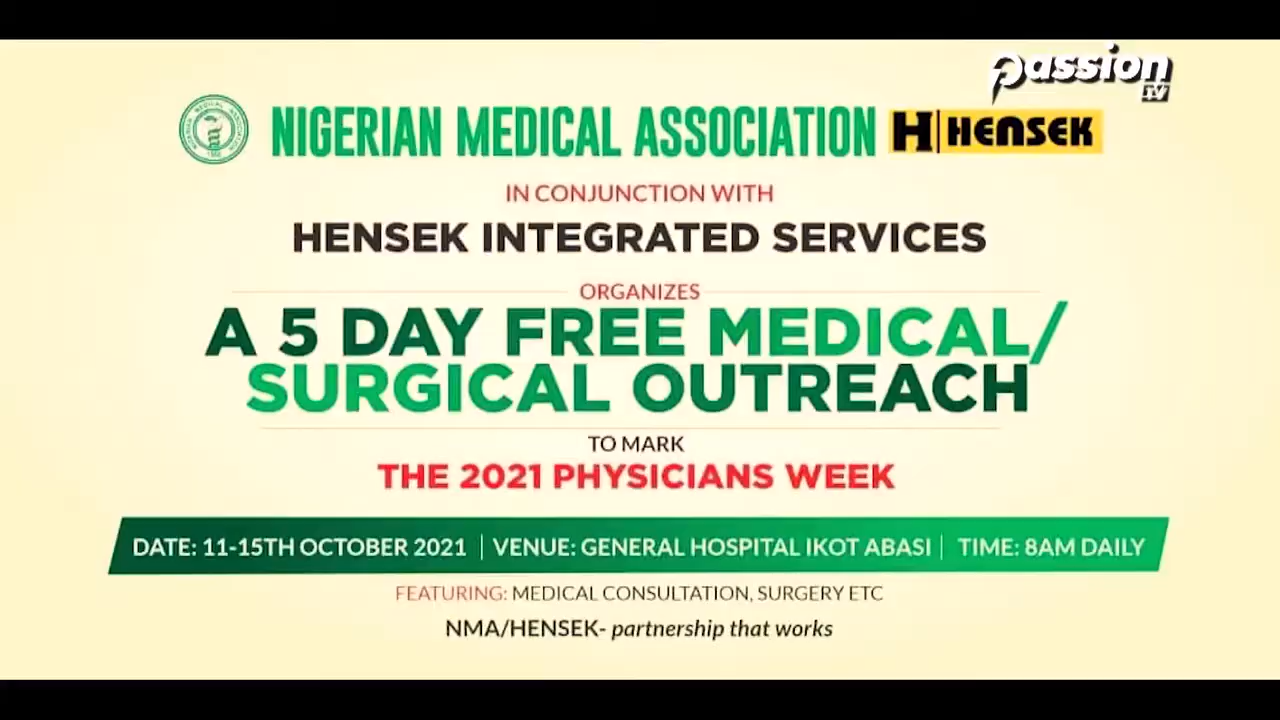 passion
TV
NIGERIAN MEDICAL ASSOCIATION H|HENSEK
IN CONJUNCTION WITH
HENSEK INTEGRATED SERVICES
ORGANIZES
A 5 DAY FREE MEDICAL/
SURGICAL OUTREACH
TO MARK
THE 2021 PHYSICIANS WEEK
DATE: 11-15TH OCTOBER 2021 | VENUE: GENERAL HOSPITAL IKOT ABASI | TIME: 8AM DAILY
FEATURING: MEDICAL CONSULTATION, SURGERY ETC
NMA/HENSEK- partnership that works